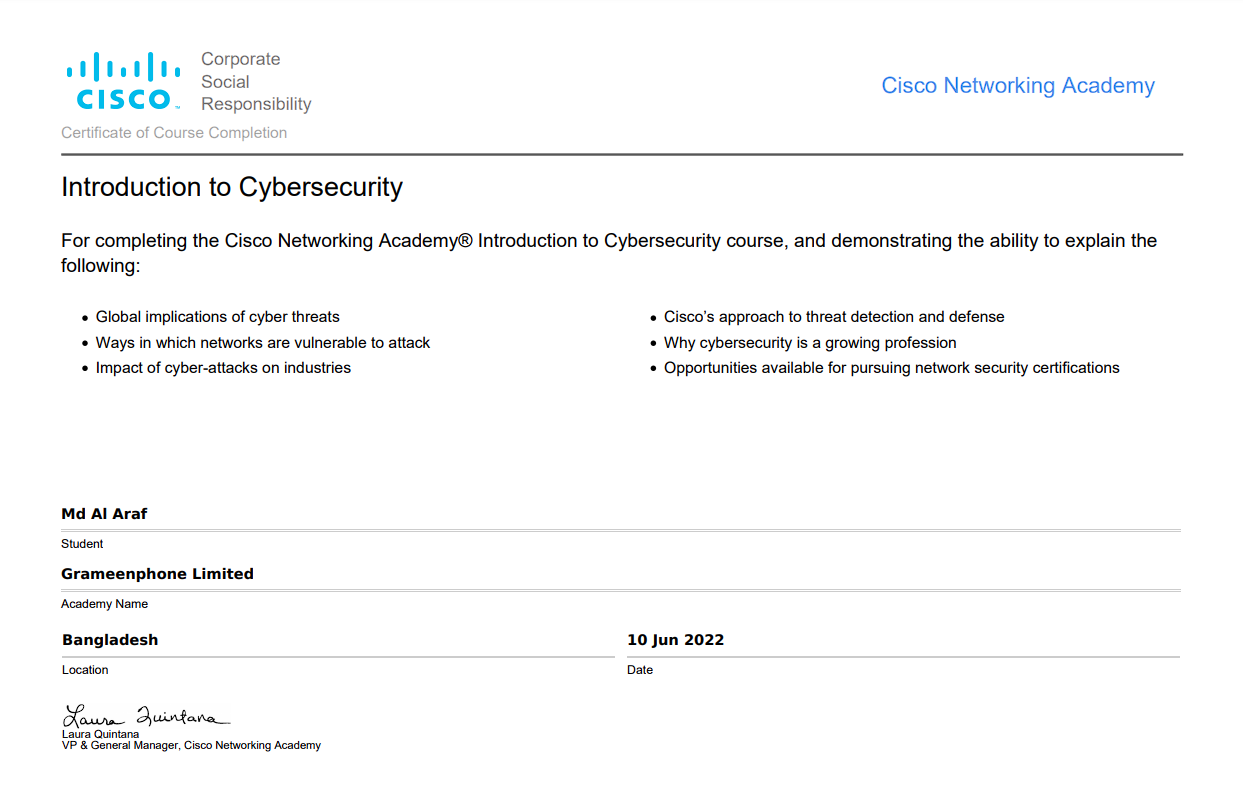 Corporate
Social
Responsibility
CISCO™
Cisco Networking Academy
Certificate of Course Completion
Introduction to Cybersecurity
For completing the Cisco Networking Academy® Introduction to Cybersecurity course, and demonstrating the ability to explain the
following:
• Global implications of cyber threats
• Ways in which networks are vulnerable to attack
• Impact of cyber-attacks on industries
• Cisco’s approach to threat detection and defense
• Why cybersecurity is a growing profession
• Opportunities available for pursuing network security certifications
Md Al Araf
Student
Grameenphone Limited
Academy Name
Bangladesh
Location
10 Jun 2022
Date
Laura Quintana
Laura Quintana
VP & General Manager, Cisco Networking Academy